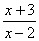 x + 3
x − 2